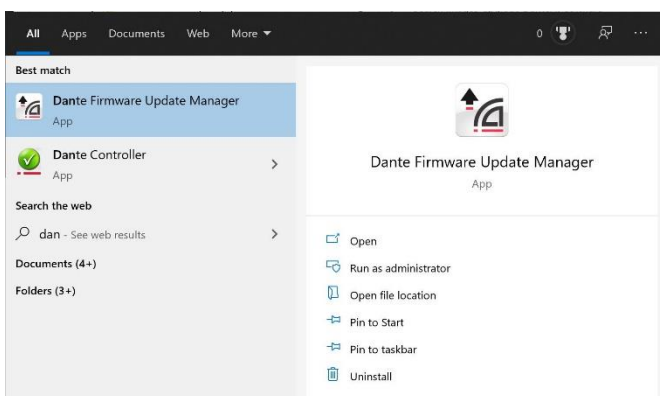 All Apps Documents Web More 0
Best match
Dante Firmware Update Manager
App
Dante Controller
App
Search the web
dan - See web results
Documents (4+)
Folders (3+)
Dante Firmware Update Manager
App
Open
Run as administrator
Open file location
Pin to Start
Pin to taskbar
Uninstall